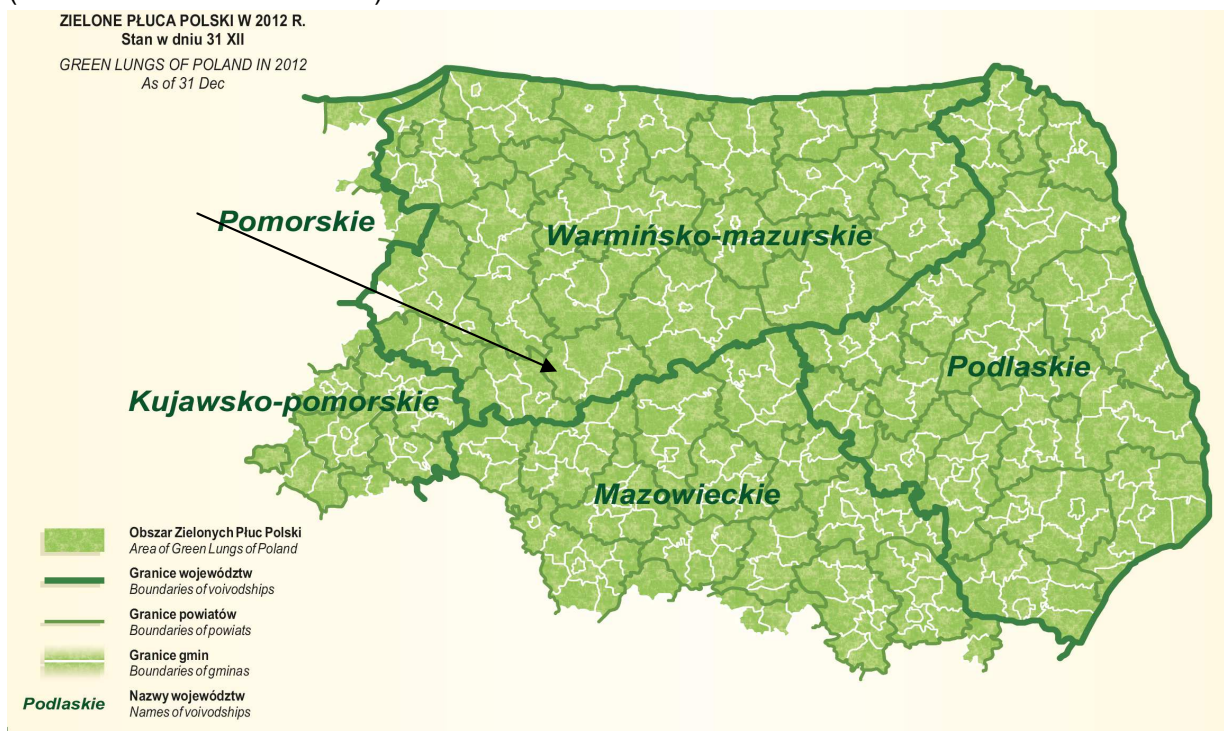 ZIELONE PŁUCA POLSKI W 2012 R.
Stan w dniu 31 XII
GREEN LUNGS OF POLAND IN 2012
As of 31 Dec
Pomorskie
Warmińsko-mazurskie
Podlaskie
Kujawsko-pomorskie
Mazowieckie
Obszar Zielonych Płuc Polski
Area of Green Lungs of Poland
Granice województw
Boundaries of voivodships
Granice powiatów
Boundaries of powiats
Granice gmin
Boundaries of gminas
Podlaskie
Nazwy województw
Names of voivodships